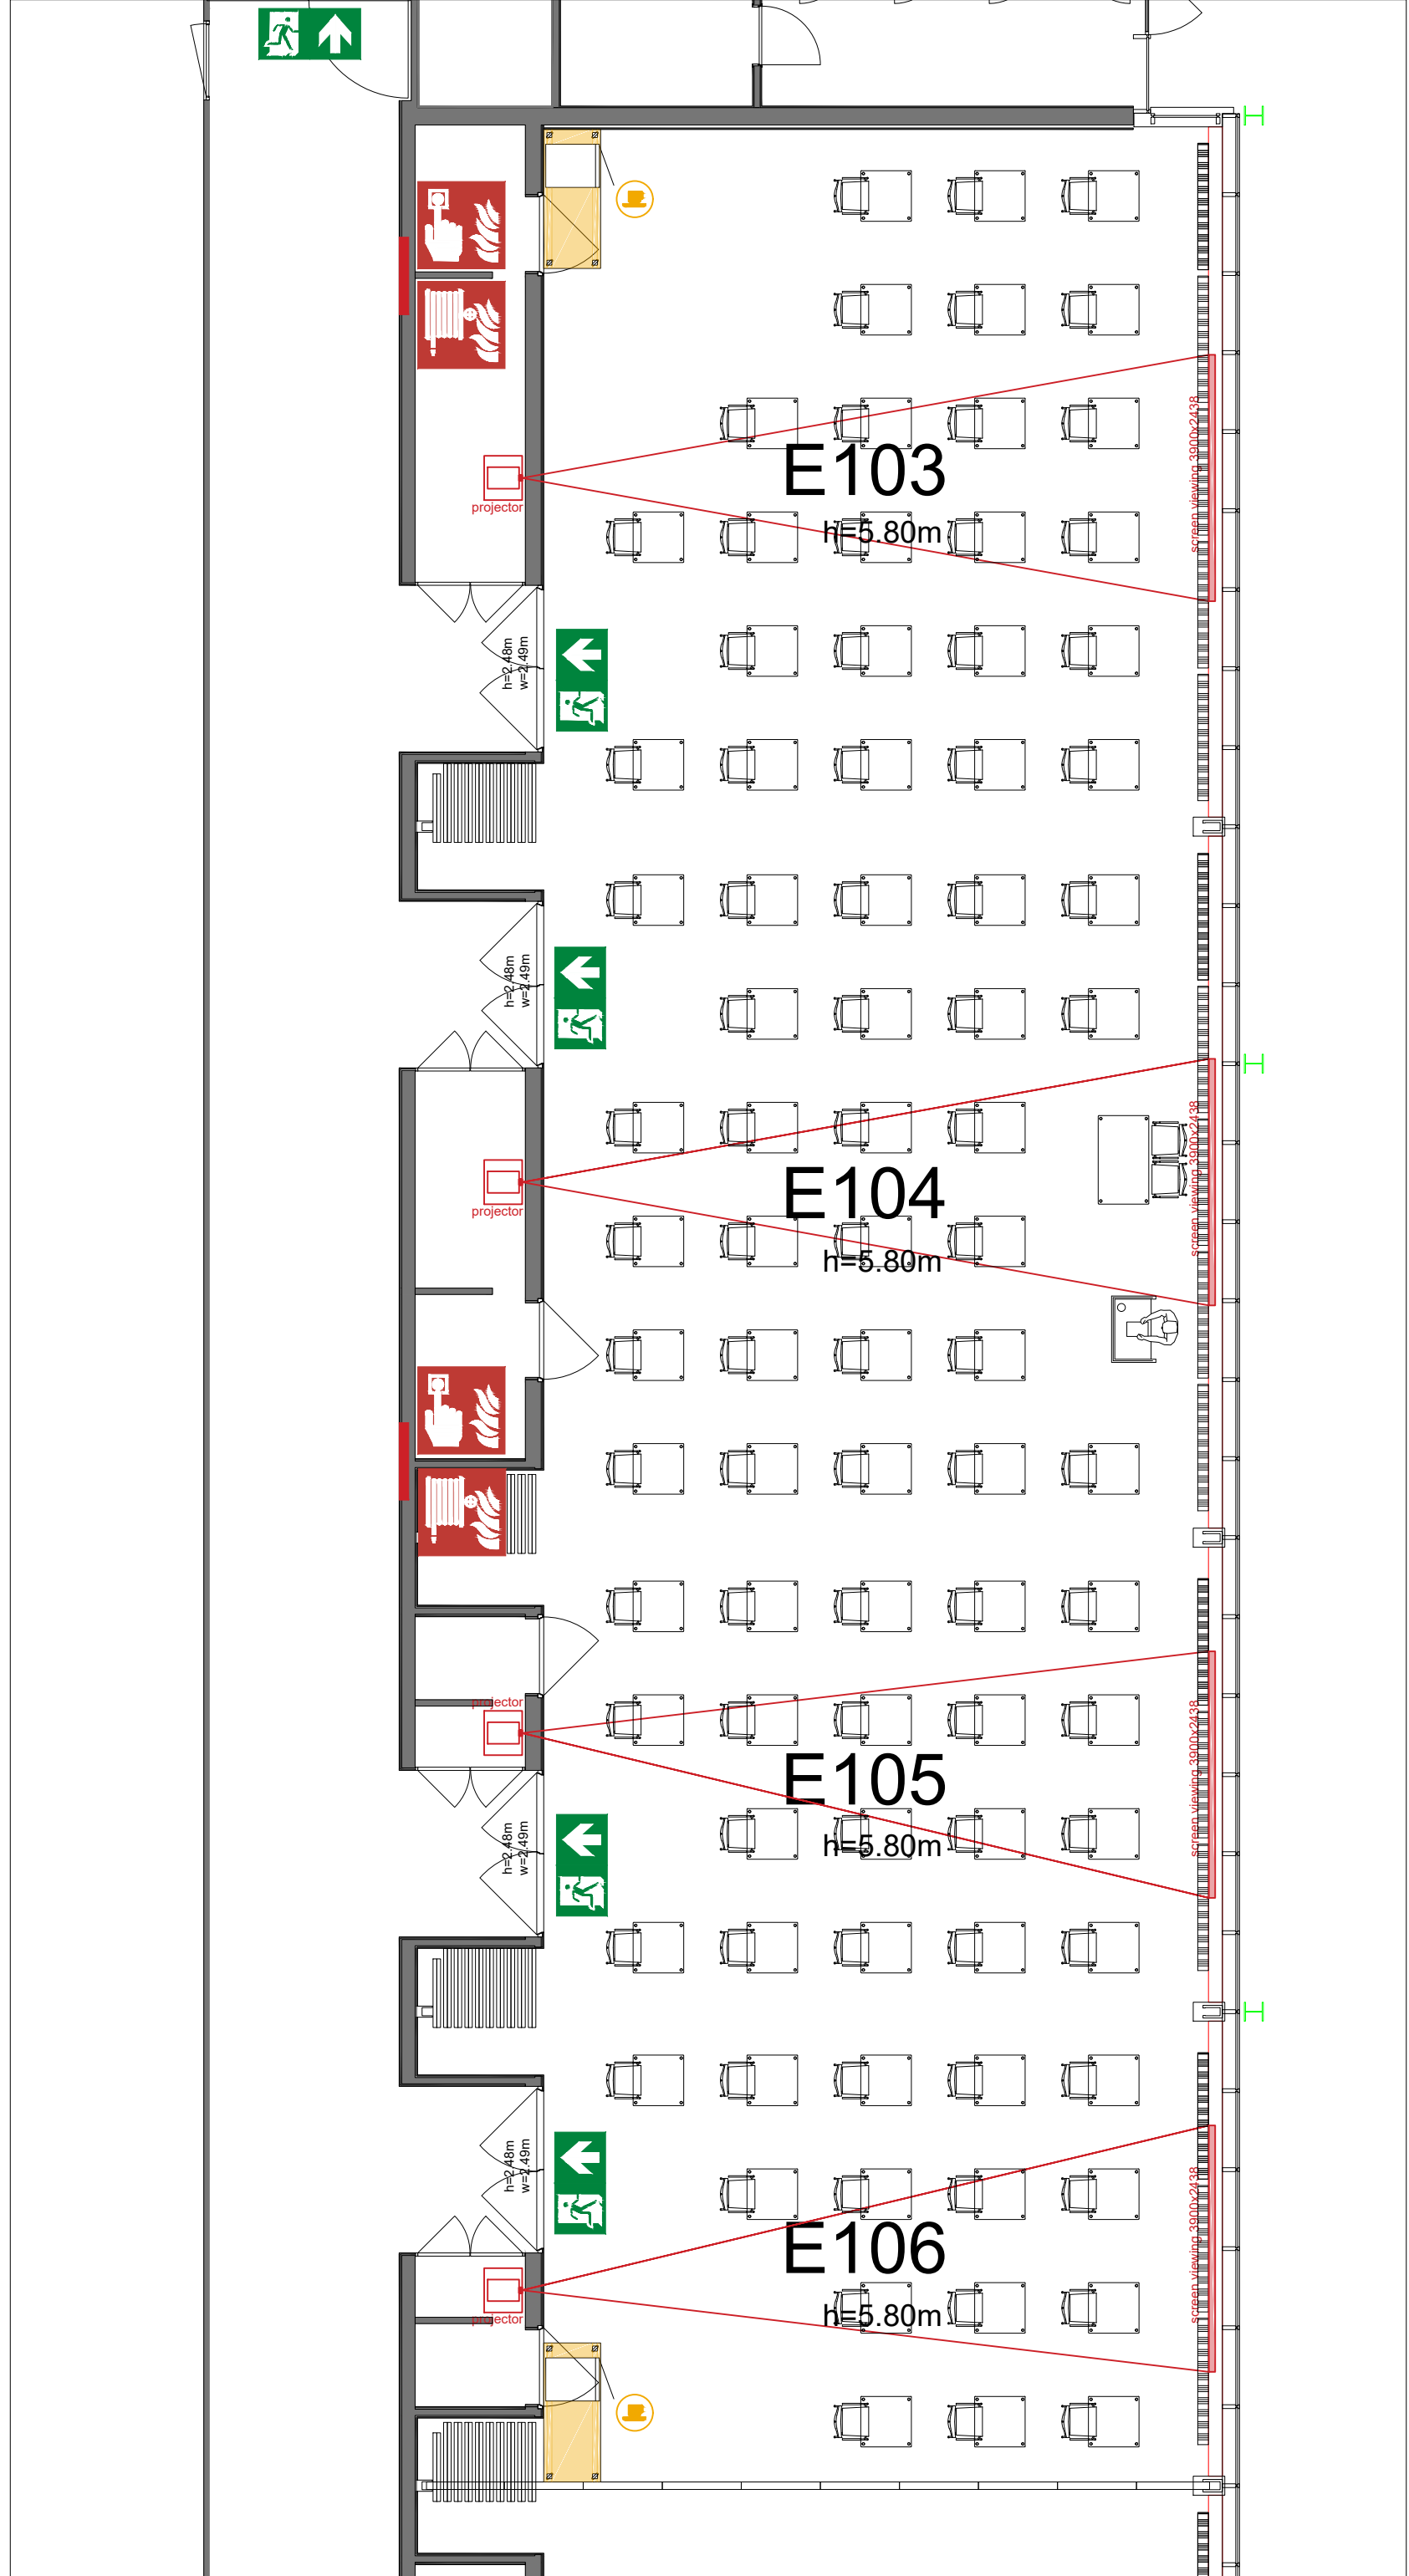 E103
screen viewing 3900x2438
projector
h=5.80m
h=2.48m
w=2.49m
h=2.48m
w=2.49m
E104
screen viewing 3900x2438
projector
h=5.80m
projector
screen viewing 3900x2438
E105
h=5.80m
h=2.48m
w=2.49m
h=2.48m
w=2.49m
E106
screen viewing 3900x2438
h=5.80m
projector